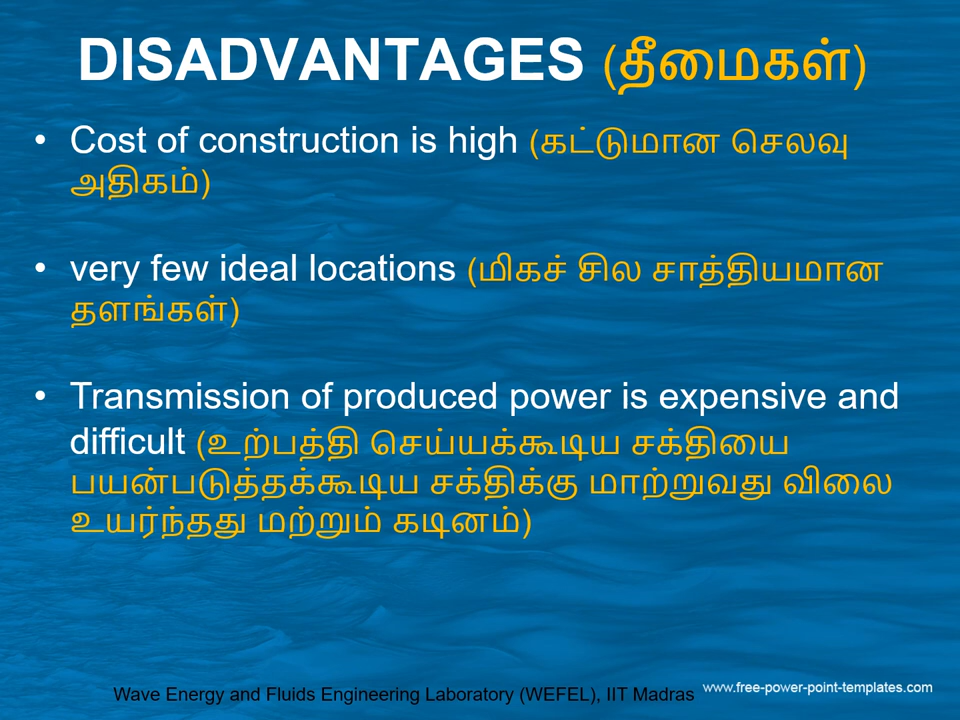 DISADVANTAGES (தீமைகள்)
• Cost of construction is high (கட்டுமான செலவு
அதிகம்)
• very few ideal locations (மிகச் சில சாத்தியமான
தளங்கள்)
• Transmission of produced power is expensive and
difficult (உற்பத்தி செய்யக்கூடிய சக்தியை
பயன்படுத்தக்கூடிய சக்திக்கு மாற்றுவது விலை
உயர்ந்தது மற்றும் கடினம்)
Wave Energy and Fluids Engineering Laboratory (WEFEL), IIT Madras
www.free-power-point-templates.com